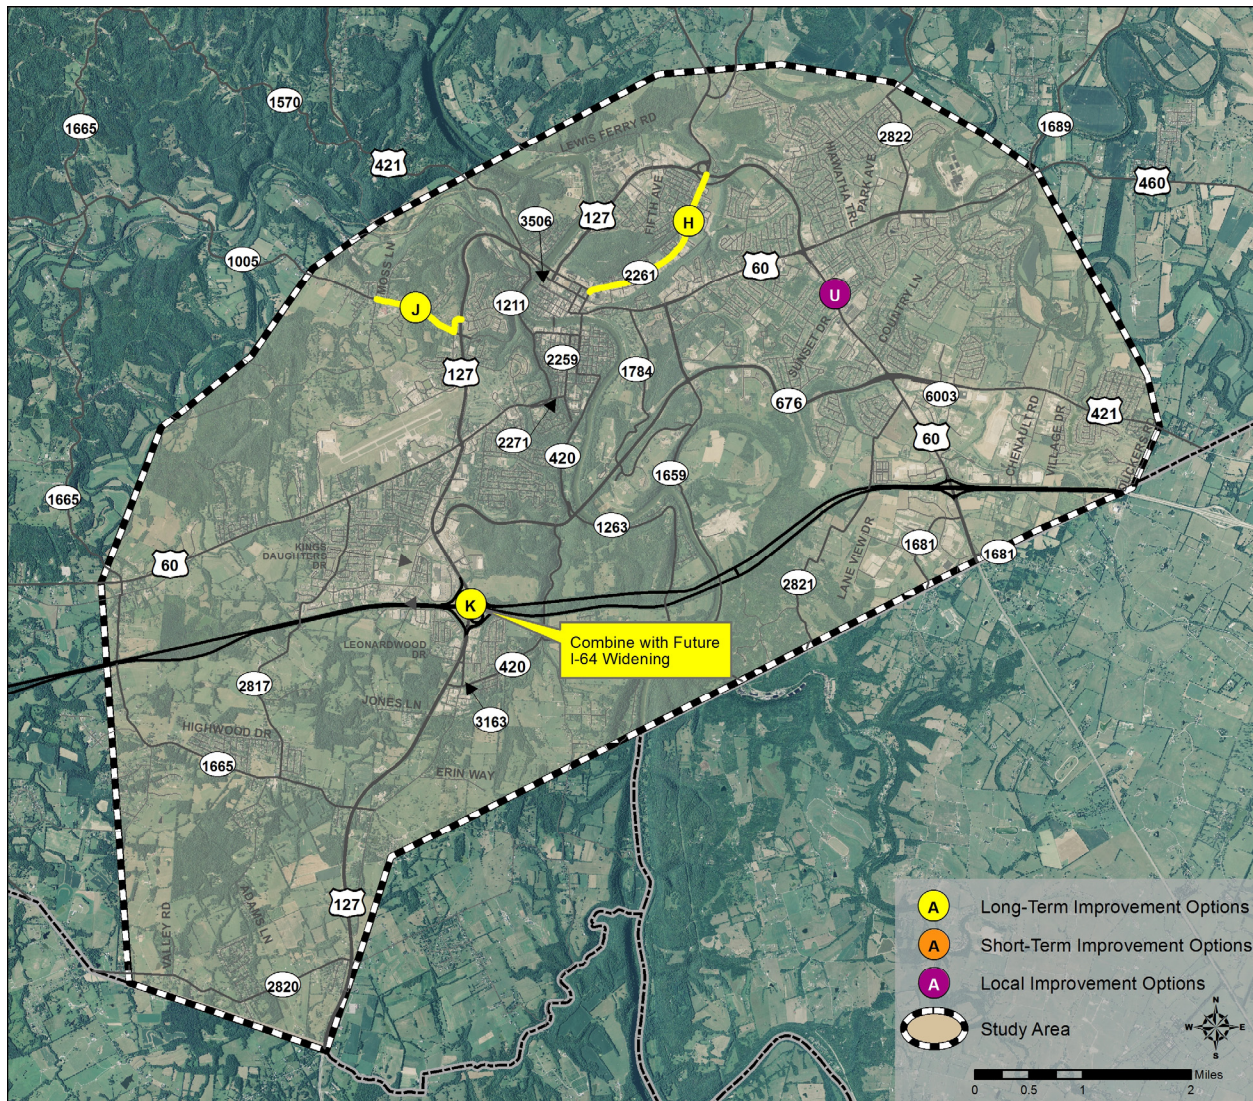 1570
1665
421
LEWIS FERRY RD
2822
1689
HIAWATHA TRL
PARK AVE
460
3506
127
FIFTH AVE
H
1005
MOSS LN
2261
60
U
J
1211
COUNTRY LN
SUNSET DR
2259
127
1784
676
6003
421
2271
420
60
CHENAULT RD
VILLAGE DR
DUCKERS RD
1659
1665
1263
KINGS
DAUGHTERS
DR
60
LANE VIEW DR
1681
1681
2821
K
Combine with Future
I-64 Widening
LEONARDWOOD
DR
420
2817
JONES LN
3163
HIGHWOOD DR
1665
ERIN WAY
127
VALLEY RD
ADAMS LN
2820
A Long-Term Improvement Options
A Short-Term Improvement Options
A Local Improvement Options
Study Area
N
W E
S
Miles
0 0.5 1 2